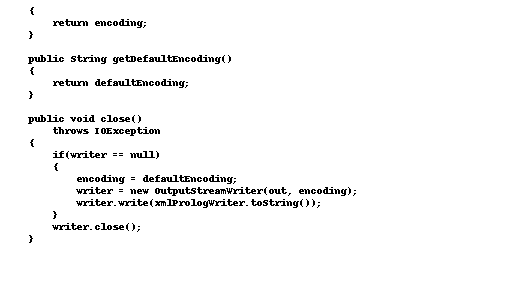 {
    return encoding;
}
public String getDefaultEncoding()
{
    return defaultEncoding;
}
public void close()
    throws IOException
{
    if(writer == null)
    {
        encoding = defaultEncoding;
        writer = new OutputStreamWriter(out, encoding);
        writer.write(xmlPrologWriter.toString());
    }
    writer.close();
}